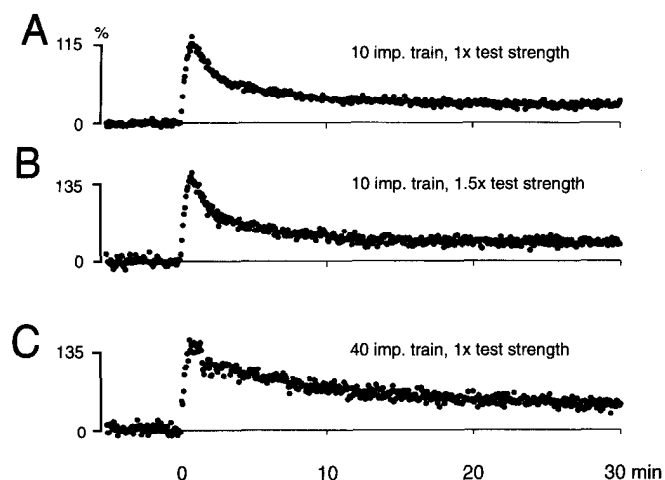 A
%
115
10 imp. train, 1x test strength
0
B
135
10 imp. train, 1.5x test strength
0
C
135
40 imp. train, 1x test strength
0
0 10 20 30 min